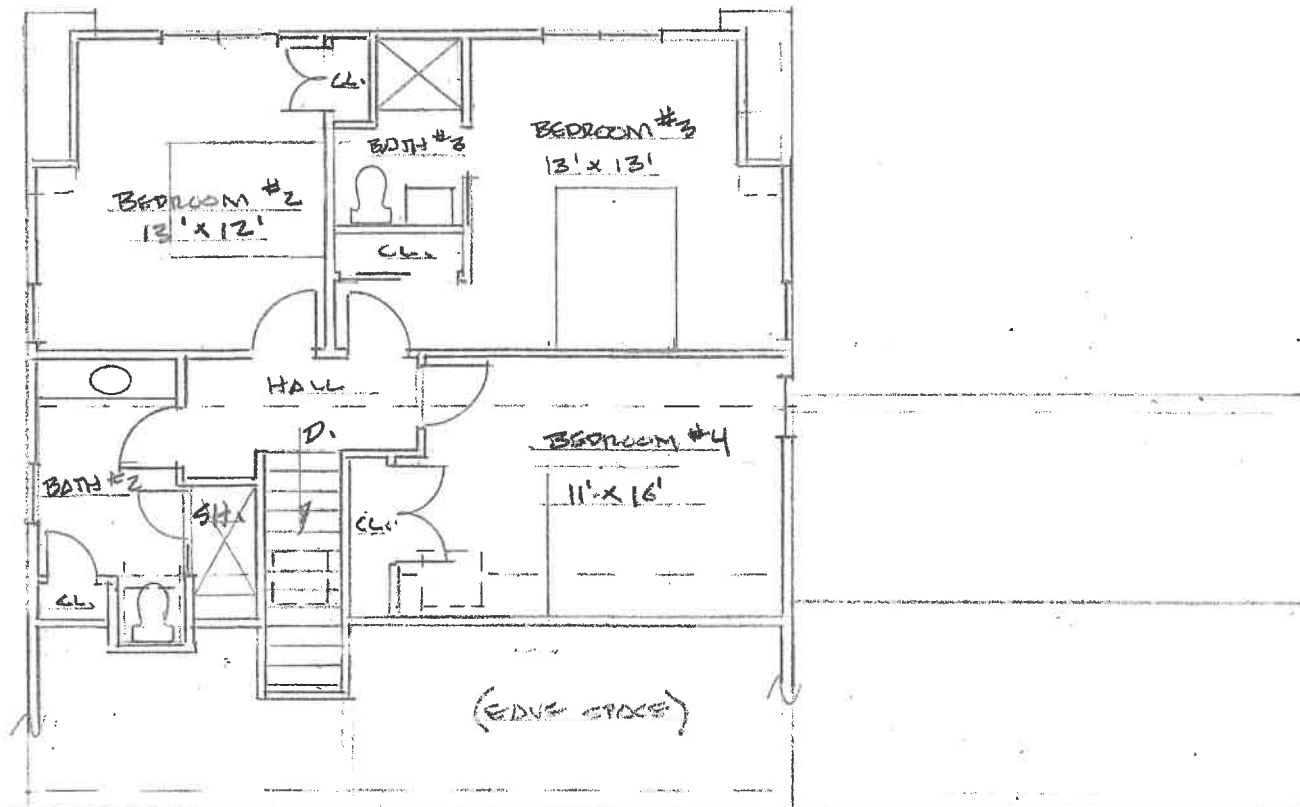 CL.
BEDROOM #3
13' x 13'
BATH #3
BEDROOM #2
13' x 12'
CL.
HALL
D.
BEDROOM #4
11' x 16'
BATH #2
SH.
CL.
CL.
(EAVE SPACE)